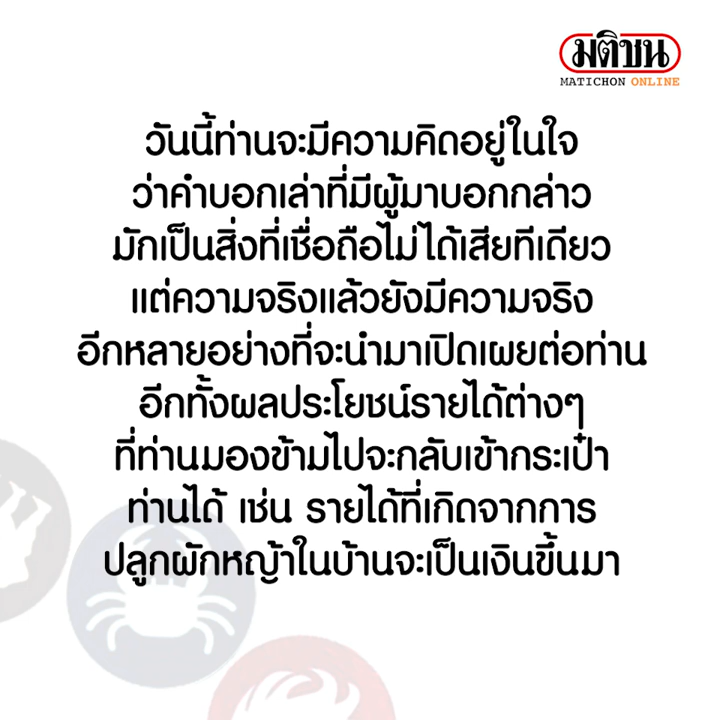 มติชน
MATICHON ONLINE
วันนี้ท่านจะมีความคิดอยู่ในใจ
ว่าคำบอกเล่าที่มีผู้มาบอกกล่าว
มักเป็นสิ่งที่เชื่อถือไม่ได้เสียทีเดียว
แต่ความจริงแล้วยังมีความจริง
อีกหลายอย่างที่จะนำมาเปิดเผยต่อท่าน
อีกทั้งผลประโยชน์รายได้ต่างๆ
ที่ท่านมองข้ามไปจะกลับเข้ากระเป๋า
ท่านได้ เช่น รายได้ที่เกิดจากการ
ปลูกผักหญ้าในบ้านจะเป็นเงินขึ้นมา